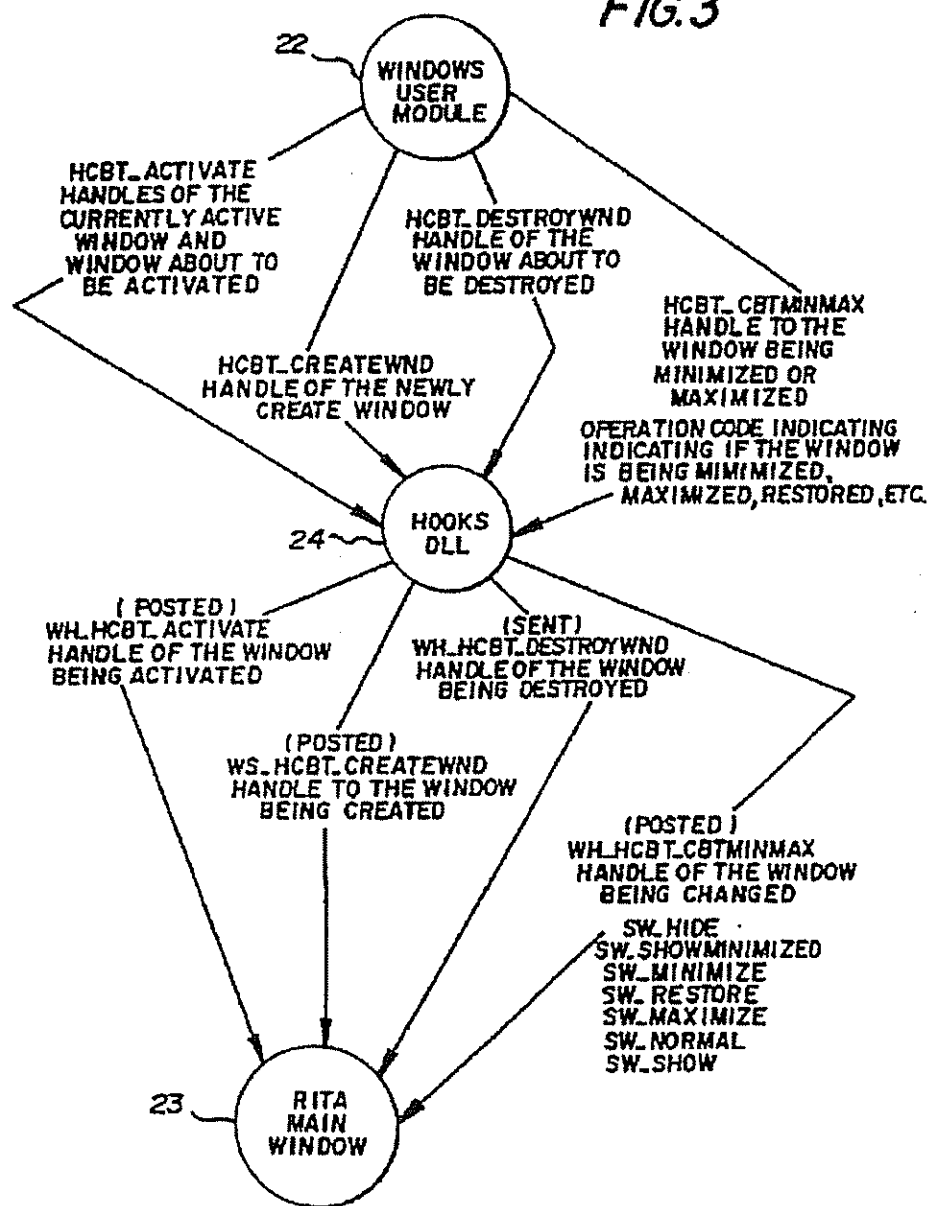 FIG. 3
22
WINDOWS
USER
MODULE
HCBT_ACTIVATE
HANDLES OF THE
CURRENTLY ACTIVE
WINDOW AND
WINDOW ABOUT TO
BE ACTIVATED
HCBT_DESTROYWND
HANDLE OF THE
WINDOW ABOUT TO
BE DESTROYED
HCBT_CREATEWND
HANDLE OF THE NEWLY
CREATE WINDOW
HCBT_CBTMINMAX
HANDLE TO THE
WINDOW BEING
MINIMIZED OR
MAXIMIZED
OPERATION CODE INDICATING
INDICATING IF THE WINDOW
IS BEING MIMIMIZED,
MAXIMIZED, RESTORED, ETC.
24
HOOKS
DLL
(POSTED)
WH_HCBT_ACTIVATE
HANDLE OF THE WINDOW
BEING ACTIVATED
(SENT)
WH_HCBT_DESTROYWND
HANDLE OF THE WINDOW
BEING DESTROYED
(POSTED)
WS_HCBT_CREATEWND
HANDLE TO THE WINDOW
BEING CREATED
(POSTED)
WH_HCBT_CBTMINMAX
HANDLE OF THE WINDOW
BEING CHANGED
SW_HIDE
SW_SHOWMINIMIZED
SW_MINIMIZE
SW_RESTORE
SW_MAXIMIZE
SW_NORMAL
SW_SHOW
23
RITA
MAIN
WINDOW